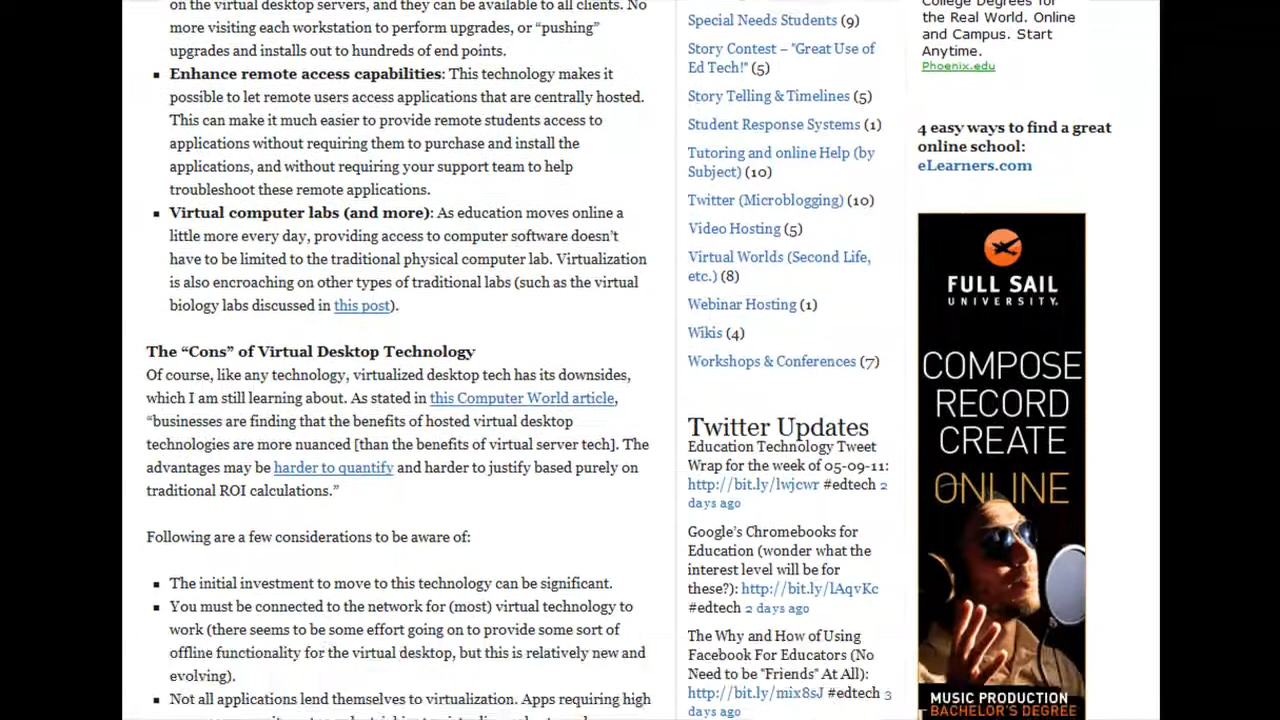 on the virtual desktop servers, and they can be available to all clients. No
more visiting each workstation to perform upgrades, or “pushing”
upgrades and installs out to hundreds of end points.
▪ Enhance remote access capabilities: This technology makes it
possible to let remote users access applications that are centrally hosted.
This can make it much easier to provide remote students access to
applications without requiring them to purchase and install the
applications, and without requiring your support team to help
troubleshoot these remote applications.
▪ Virtual computer labs (and more): As education moves online a
little more every day, providing access to computer software doesn’t
have to be limited to the traditional physical computer lab. Virtualization
is also encroaching on other types of traditional labs (such as the virtual
biology labs discussed in this post).
The “Cons” of Virtual Desktop Technology
Of course, like any technology, virtualized desktop tech has its downsides,
which I am still learning about. As stated in this Computer World article,
“businesses are finding that the benefits of hosted virtual desktop
technologies are more nuanced [than the benefits of virtual server tech]. The
advantages may be harder to quantify and harder to justify based purely on
traditional ROI calculations.”
Following are a few considerations to be aware of:
▪ The initial investment to move to this technology can be significant.
▪ You must be connected to the network for (most) virtual technology to
work (there seems to be some effort going on to provide some sort of
offline functionality for the virtual desktop, but this is relatively new and
evolving).
▪ Not all applications lend themselves to virtualization. Apps requiring high
Special Needs Students (9)
Story Contest – "Great Use of
Ed Tech!" (5)
Story Telling & Timelines (5)
Student Response Systems (1)
Tutoring and online Help (by
Subject) (10)
Twitter (Microblogging) (10)
Video Hosting (5)
Virtual Worlds (Second Life,
etc.) (8)
Webinar Hosting (1)
Wikis (4)
Workshops & Conferences (7)
Twitter Updates
Education Technology Tweet
Wrap for the week of 05-09-11:
http://bit.ly/lwjcwr #edtech 2
days ago
Google’s Chromebooks for
Education (wonder what the
interest level will be for
these?): http://bit.ly/lAqvKc
#edtech 2 days ago
The Why and How of Using
Facebook For Educators (No
Need to be "Friends" At All):
http://bit.ly/mix8sJ #edtech 3
days ago
College Degrees for
the Real World. Online
and Campus. Start
Anytime.
Phoenix.edu
4 easy ways to find a great
online school:
eLearners.com
FULL SAIL
UNIVERSITY.
COMPOSE
RECORD
CREATE
ONLINE
MUSIC PRODUCTION
BACHELOR'S DEGREE